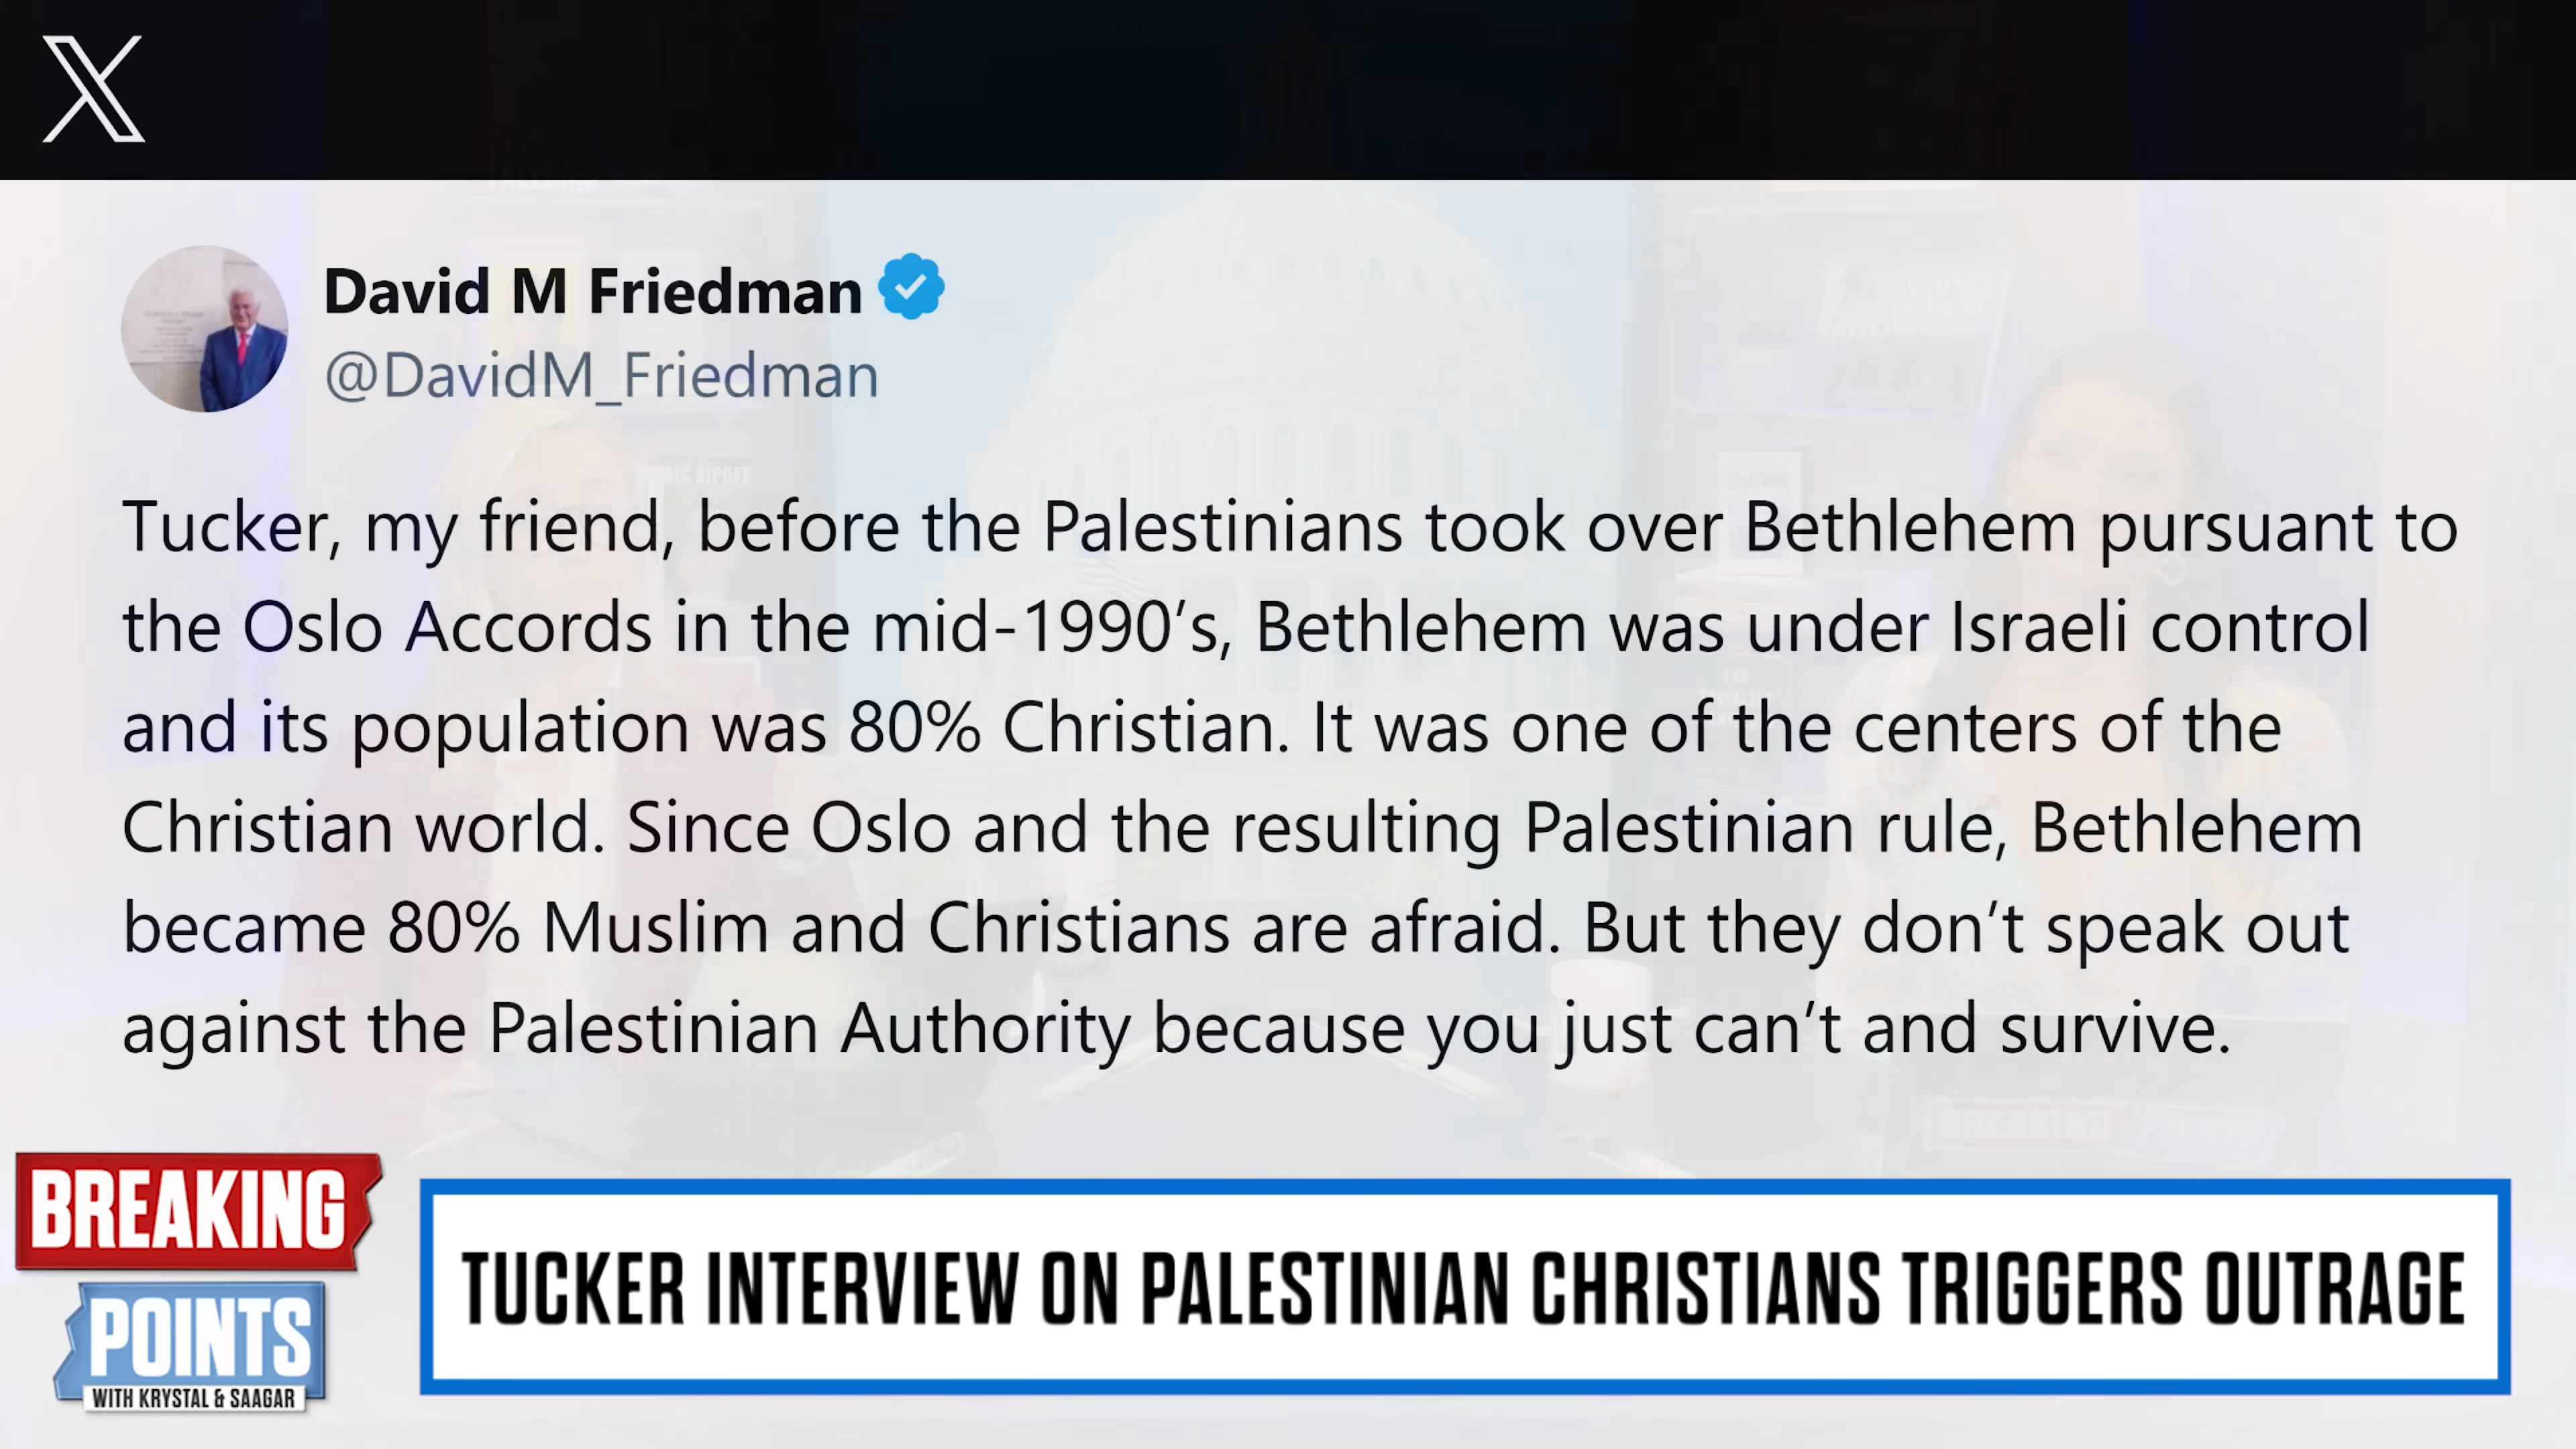 X
David M Friedman
@DavidM_Friedman
Tucker, my friend, before the Palestinians took over Bethlehem pursuant to
the Oslo Accords in the mid-1990’s, Bethlehem was under Israeli control
and its population was 80% Christian. It was one of the centers of the
Christian world. Since Oslo and the resulting Palestinian rule, Bethlehem
became 80% Muslim and Christians are afraid. But they don’t speak out
against the Palestinian Authority because you just can’t and survive.
BREAKING
POINTS
WITH KRYSTAL & SAAGAR
TUCKER INTERVIEW ON PALESTINIAN CHRISTIANS TRIGGERS OUTRAGE